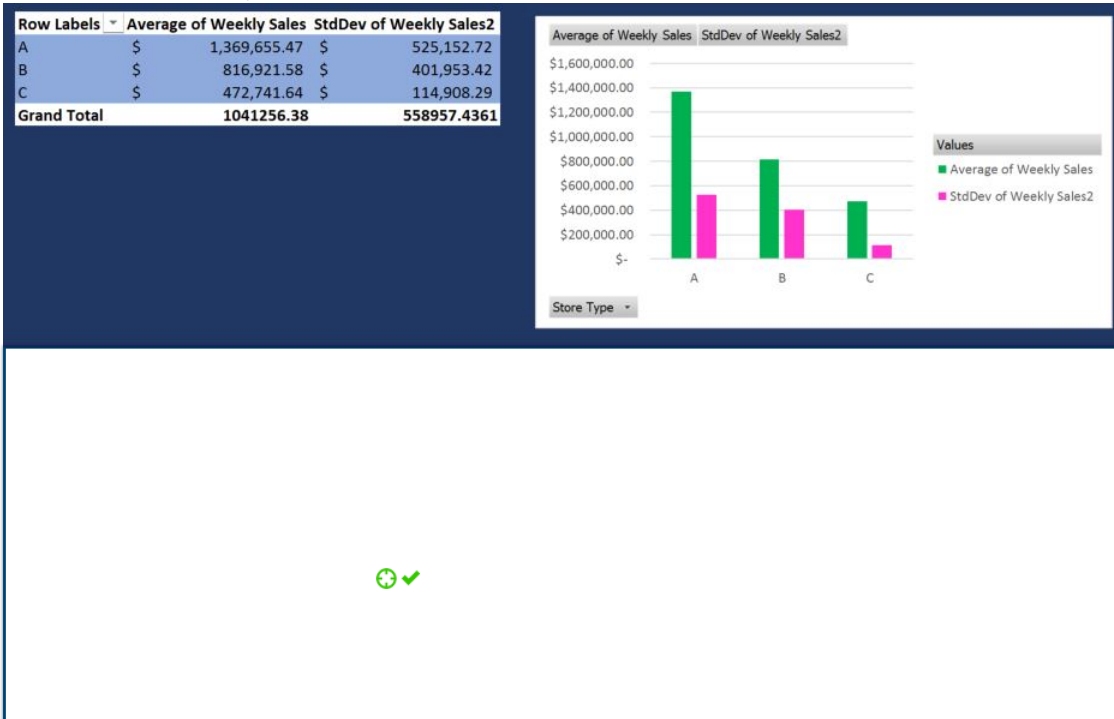 Row Labels Average of Weekly Sales StdDev of Weekly Sales2
A $ 1,369,655.47 $ 525,152.72
B $ 816,921.58 $ 401,953.42
C $ 472,741.64 $ 114,908.29
Grand Total 1041256.38 558957.4361
Average of Weekly Sales StdDev of Weekly Sales2
$1,600,000.00
$1,400,000.00
$1,200,000.00
$1,000,000.00
$800,000.00
$600,000.00
$400,000.00
$200,000.00
$-
A B C
Values
Average of Weekly Sales
StdDev of Weekly Sales2
Store Type